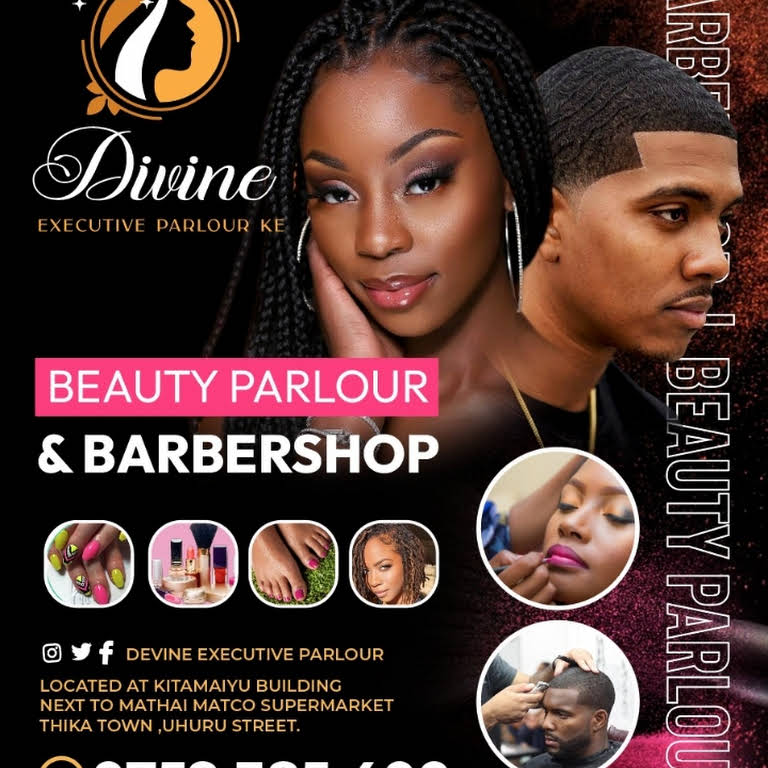 Divine
EXECUTIVE PARLOUR KE
BEAUTY PARLOUR
& BARBERSHOP
DEVINE EXECUTIVE PARLOUR
LOCATED AT KITAMAIYU BUILDING
NEXT TO MATHAI MATCO SUPERMARKET
THIKA TOWN ,UHURU STREET.
BEAUTY PARLOU